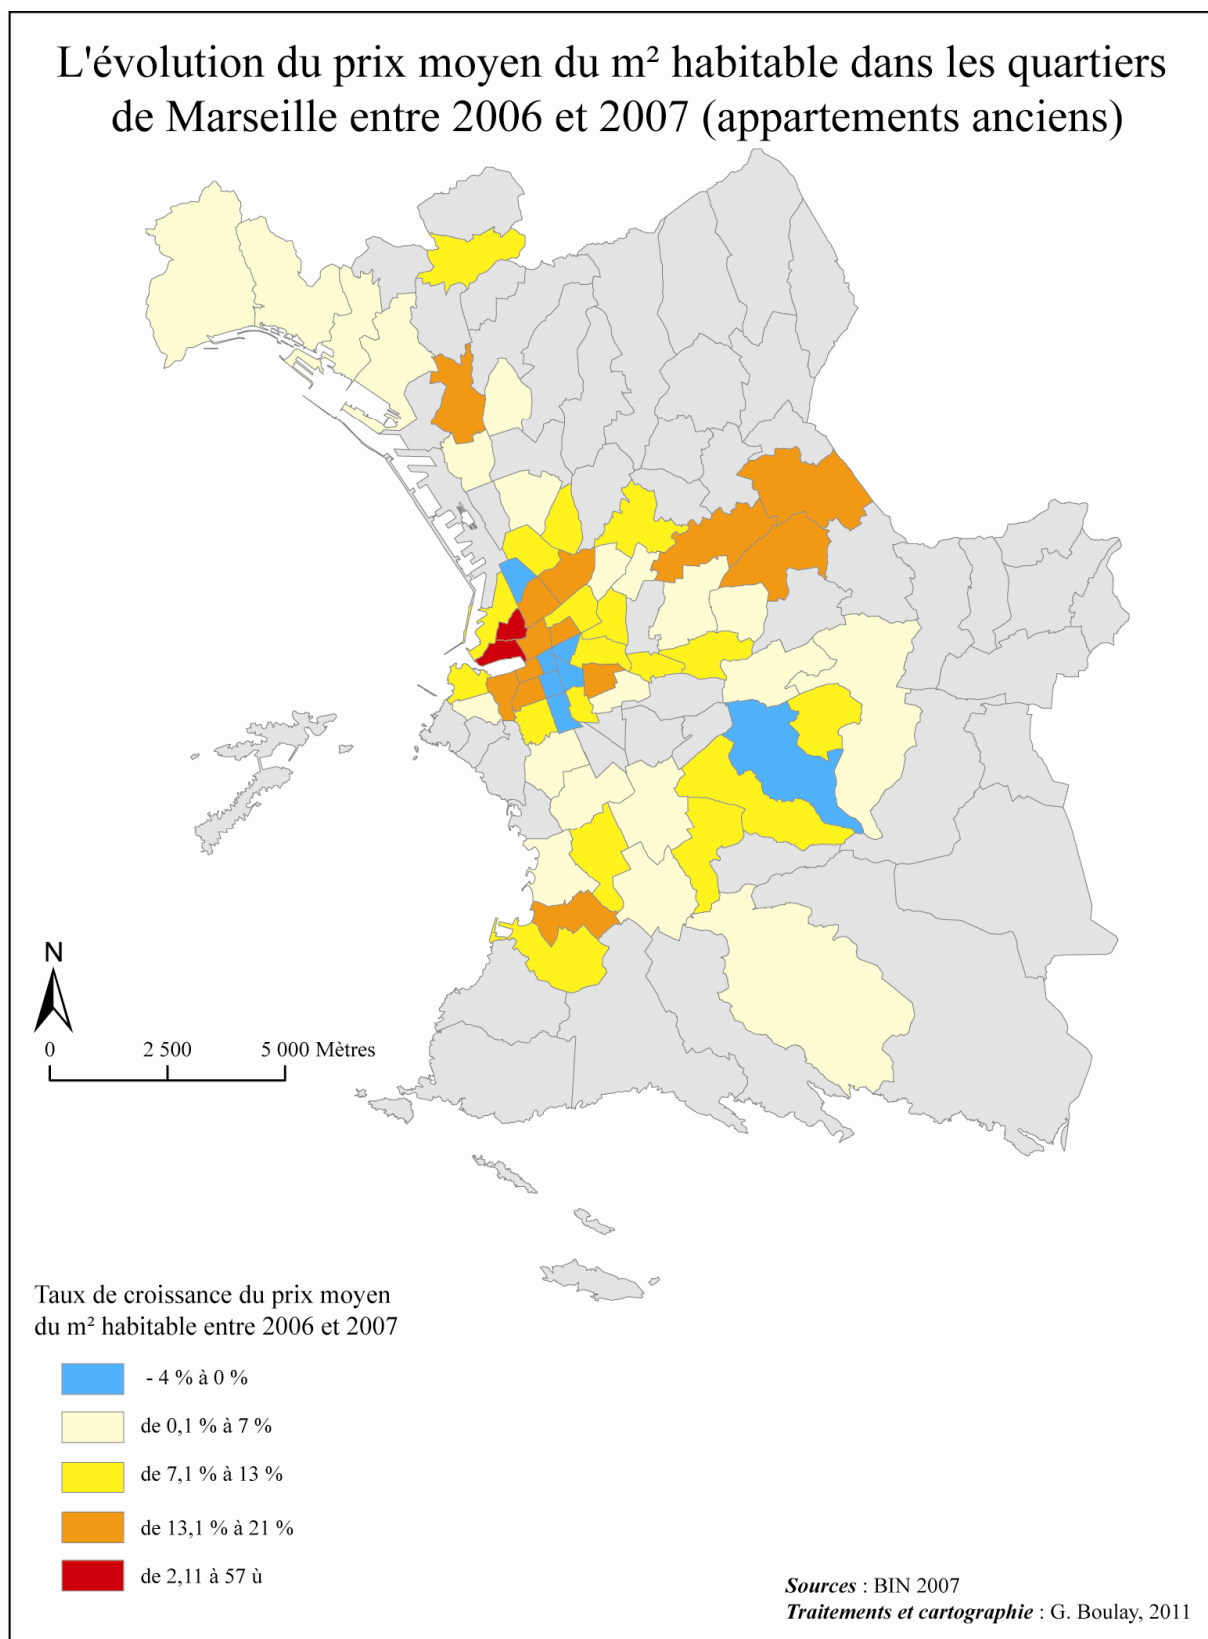 L'évolution du prix moyen du m² habitable dans les quartiers
de Marseille entre 2006 et 2007 (appartements anciens)
N
0 2 500 5 000 Mètres
Taux de croissance du prix moyen
du m² habitable entre 2006 et 2007
- 4 % à 0 %
de 0,1 % à 7 %
de 7,1 % à 13 %
de 13,1 % à 21 %
de 2,11 à 57 ù
Sources : BIN 2007
Traitements et cartographie : G. Boulay, 2011